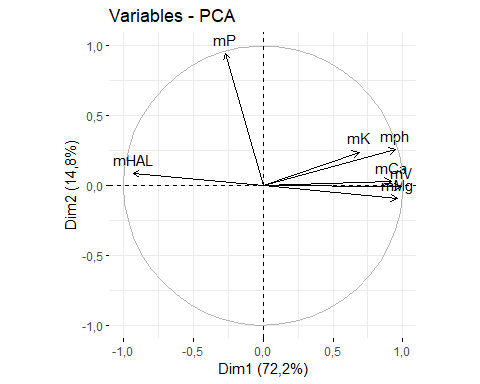 Variables - PCA
mP
1,0
mK
mph
0,5
mHAL
mCa
mV
mMg
0,0
Dim2 (14,8%)
-0,5
-1,0
-1,0
-0,5
0,0
0,5
1,0
Dim1 (72,2%)